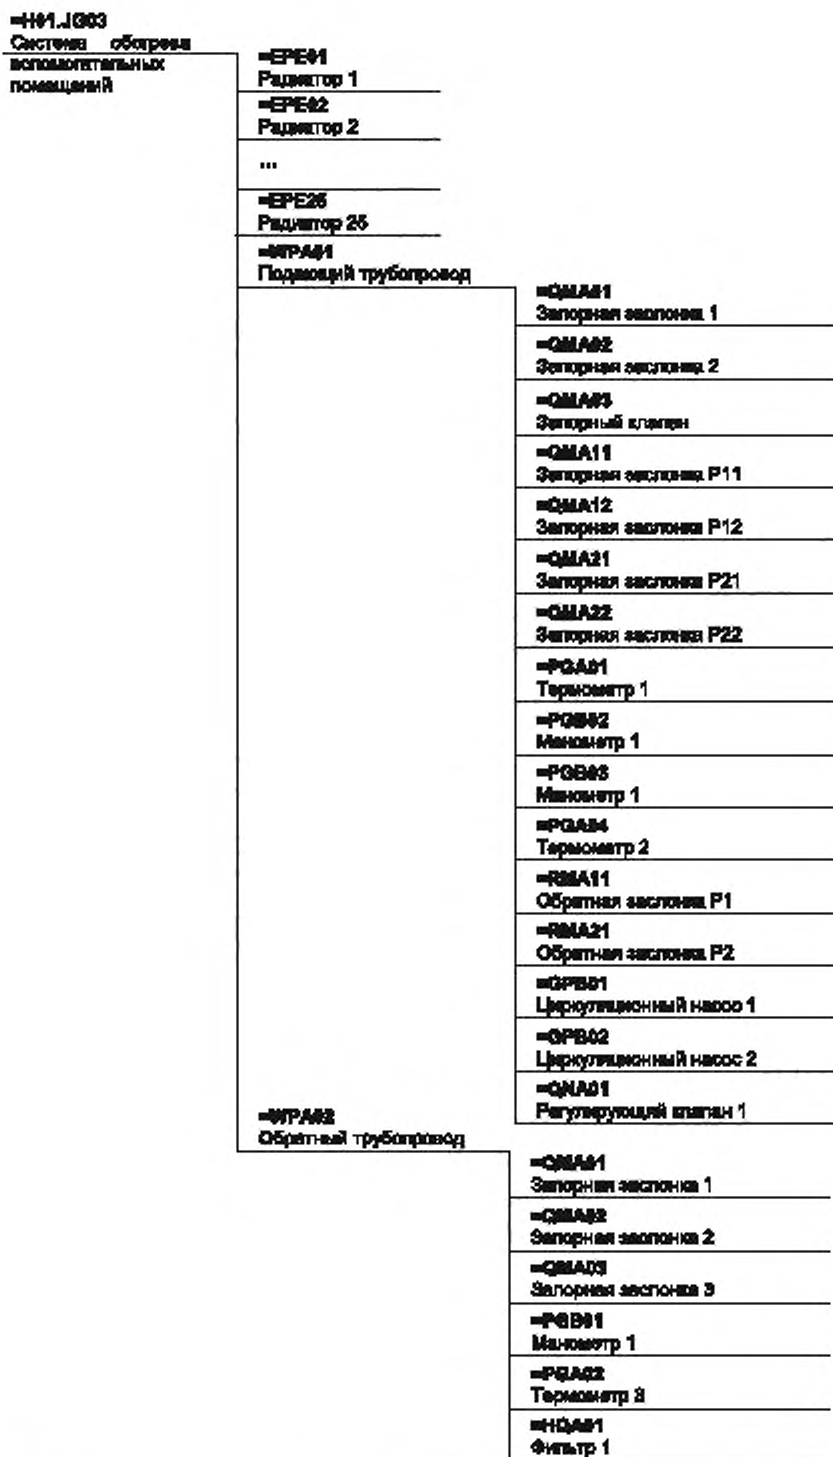 =H01.JG03
Система обогрева
вспомогательных
помещений
=EPE01
Радиатор 1
=EPE02
Радиатор 2
...
=EPE25
Радиатор 25
=WPA01
Подающий трубопровод
=QMA01
Запорная заслонка 1
=QMA02
Запорная заслонка 2
=QMA03
Запорный клапан
=QMA11
Запорная заслонка P11
=QMA12
Запорная заслонка P12
=QMA21
Запорная заслонка P21
=QMA22
Запорная заслонка P22
=PGA01
Термометр 1
=PGB02
Манометр 1
=PGB03
Манометр 1
=PGA04
Термометр 2
=RMA11
Обратная заслонка P1
=RMA21
Обратная заслонка P2
=GPB01
Циркуляционный насос 1
=GPB02
Циркуляционный насос 2
=QNA01
Регулирующий клапан 1
=WPA02
Обратный трубопровод
=QMA01
Запорная заслонка 1
=QMA02
Запорная заслонка 2
=QMA03
Запорная заслонка 3
=PGB01
Манометр 1
=PGA02
Термометр 3
=HQA01
Фильтр 1